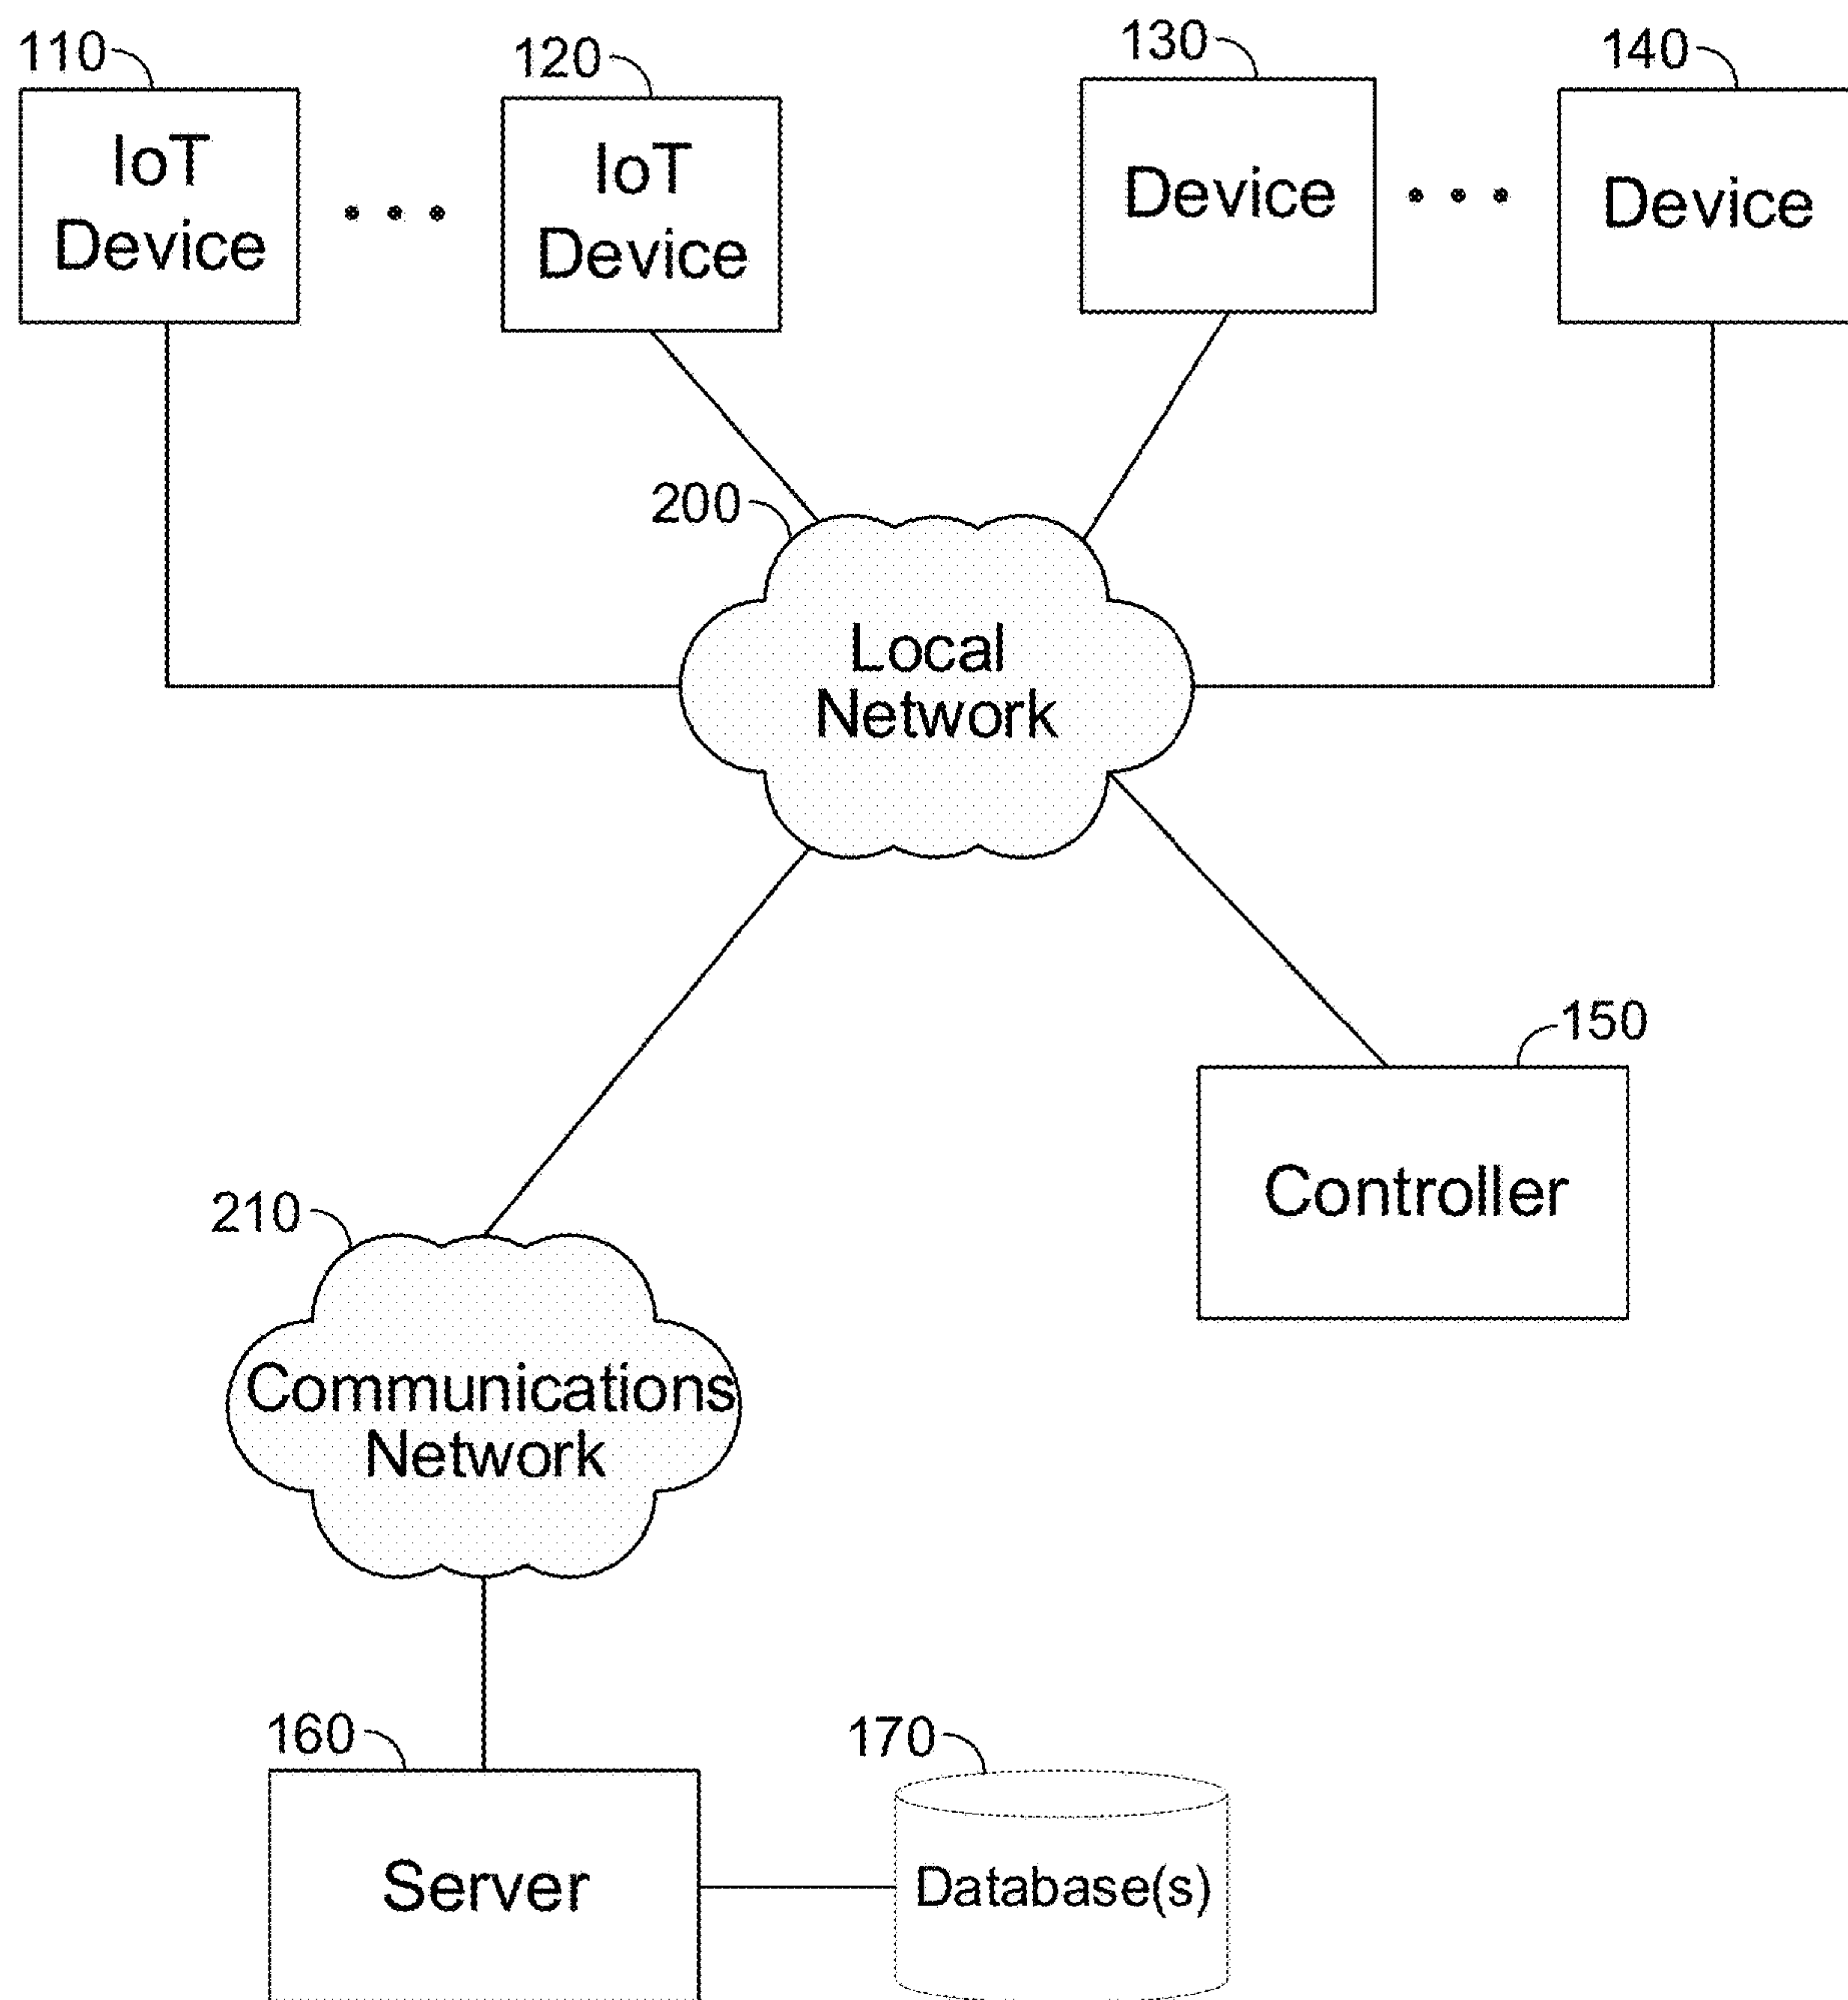 110
120
130
140
IoT
Device
IoT
Device
Device
Device
200
Local
Network
150
Controller
210
Communications
Network
160
170
Server
Database(s)